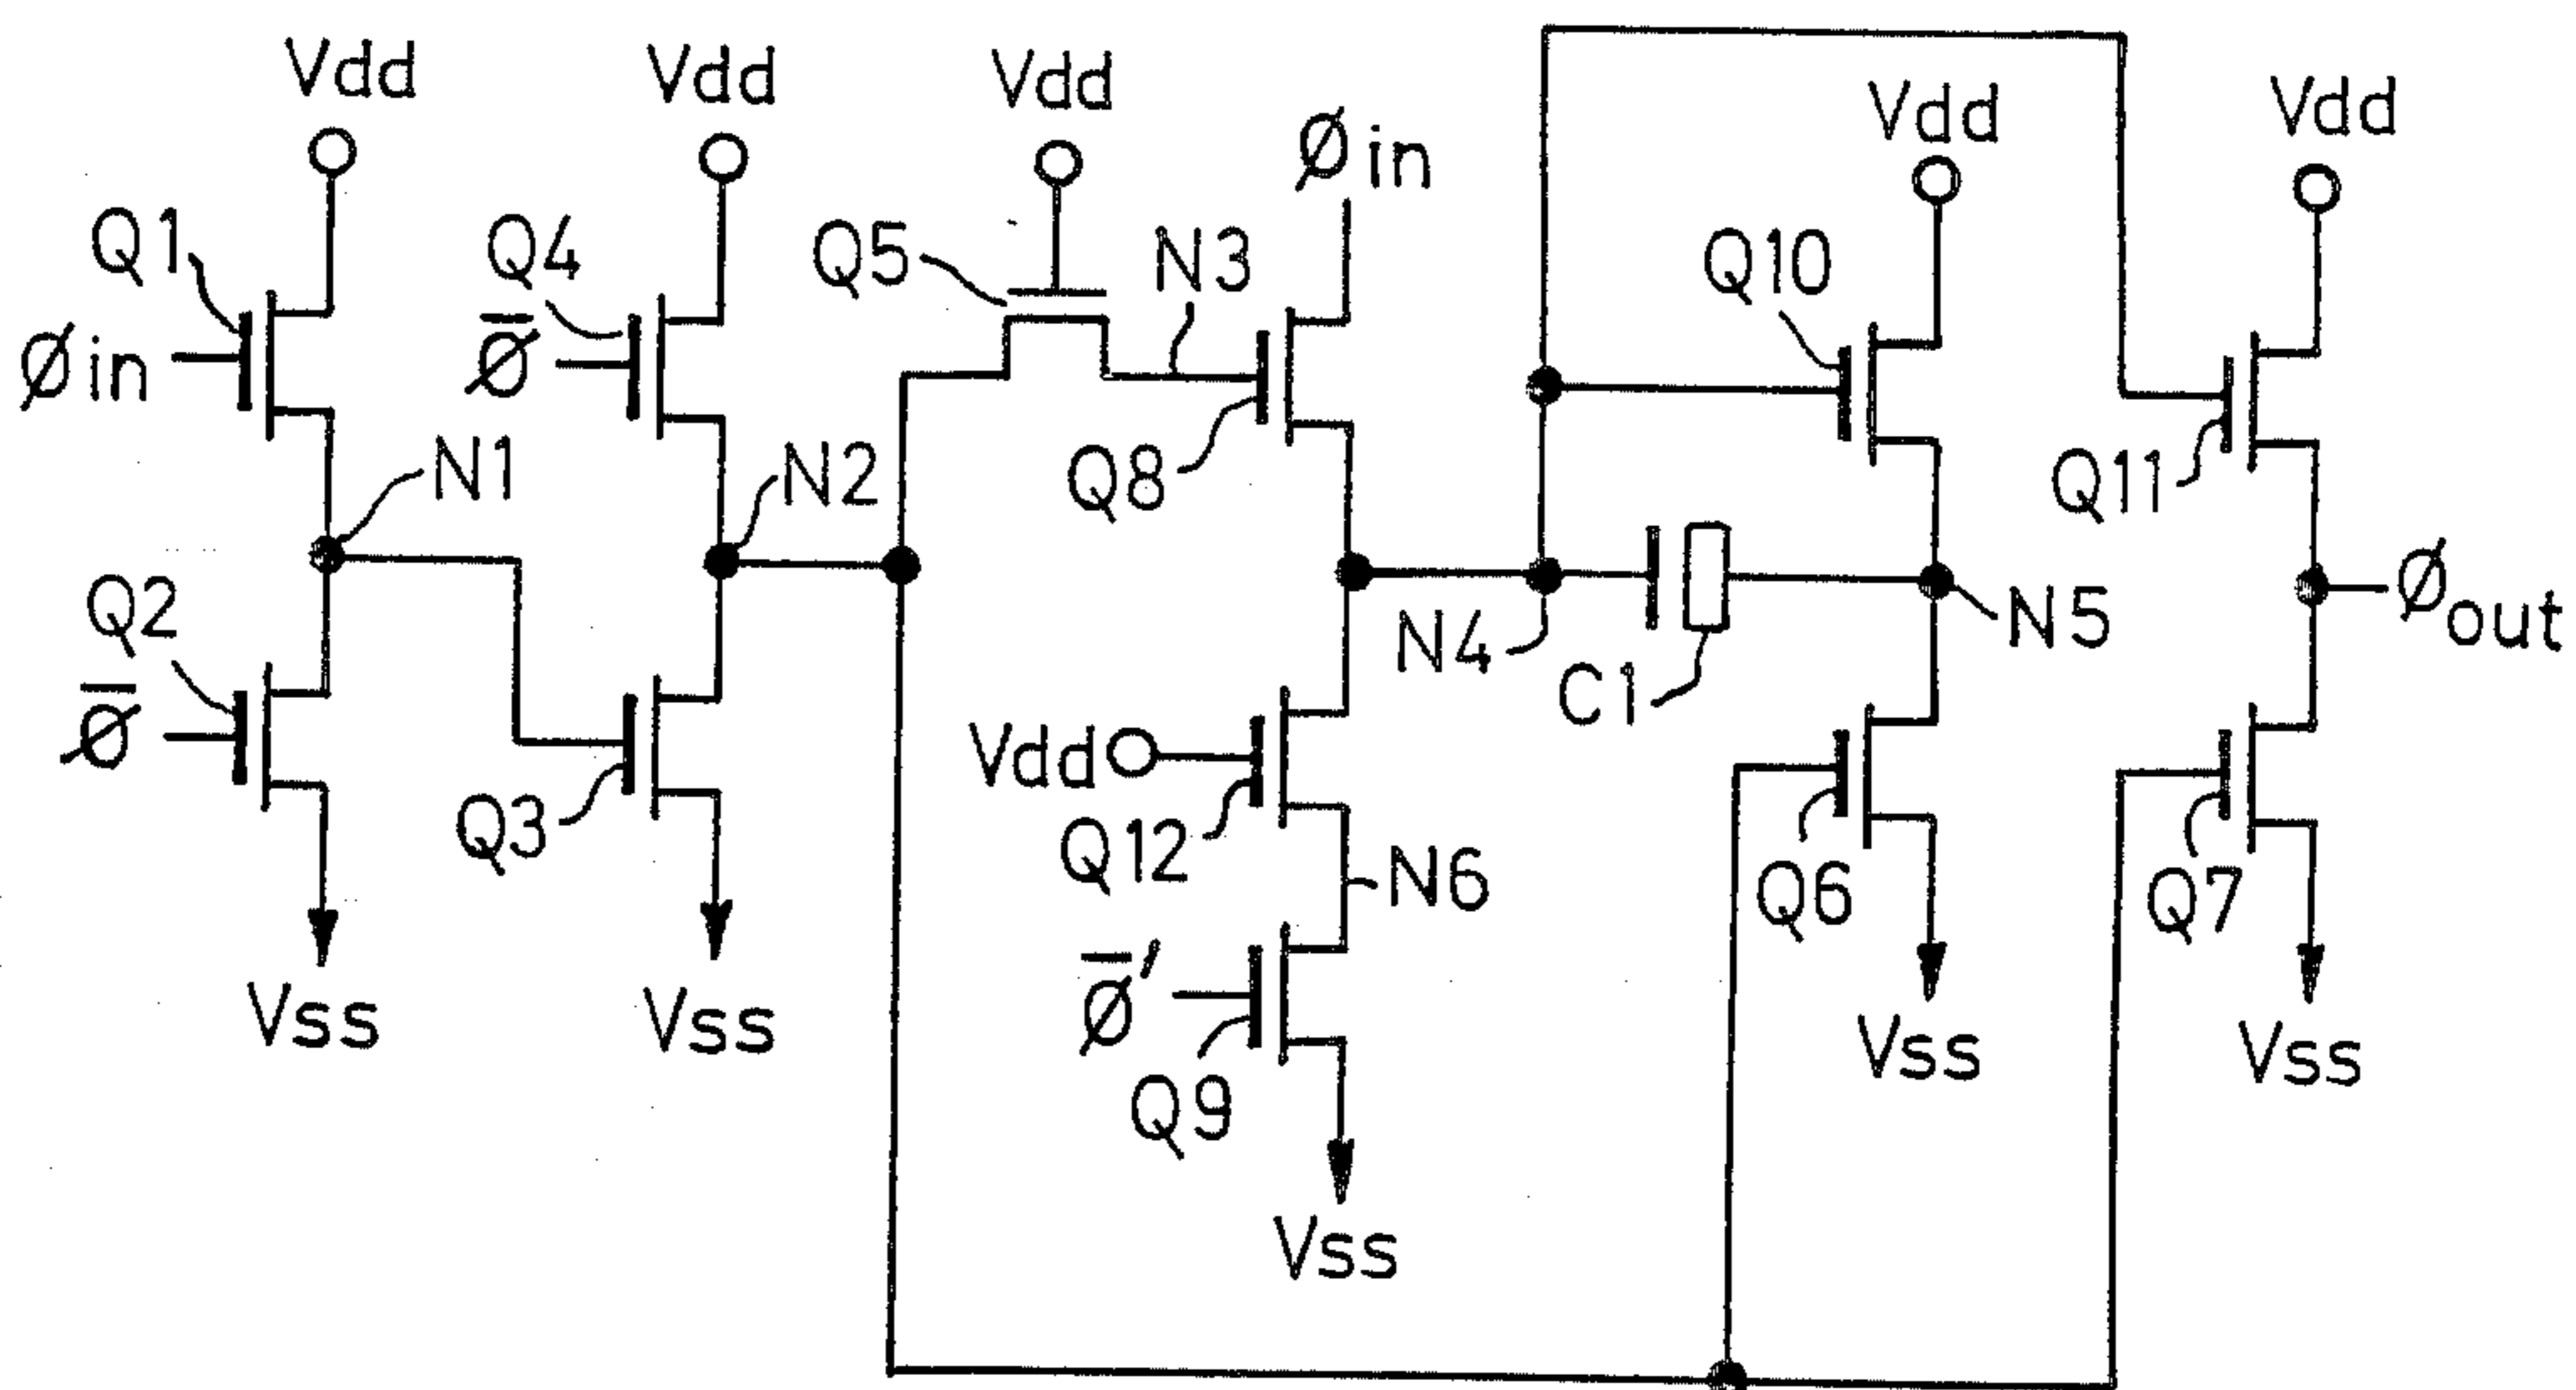 Vdd
Vdd
Vdd
Vdd
Vdd
Øin
Q1
Q4
Q5
N3
Q10
Øin
Ø̅
Q8
Q11
N1
N2
Q2
N4
N5
Øout
C1
Ø̅
Vdd
Q3
Q12
N6
Q6
Q7
Ø̅′
Vss
Vss
Q9
Vss
Vss
Vss